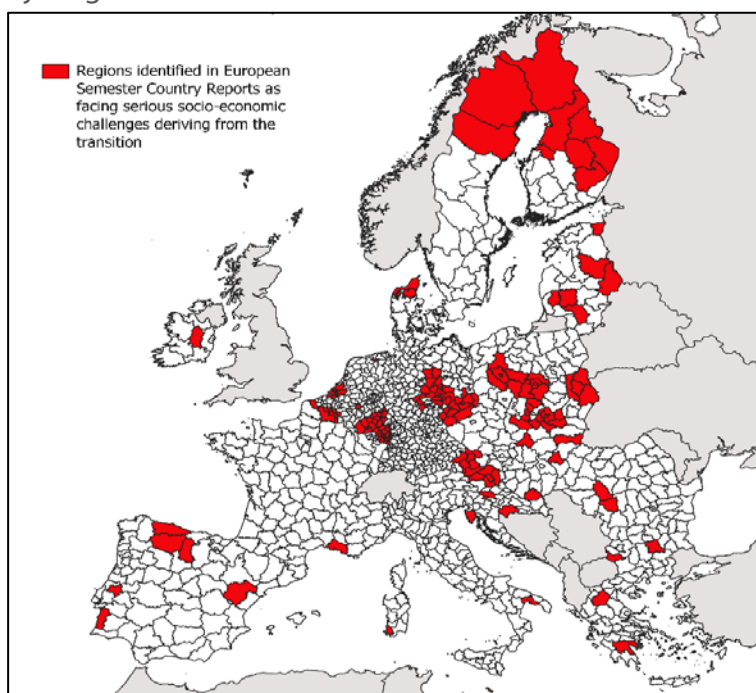 Regions identified in European
Semester Country Reports as
facing serious socio-economic
challenges deriving from the
transition